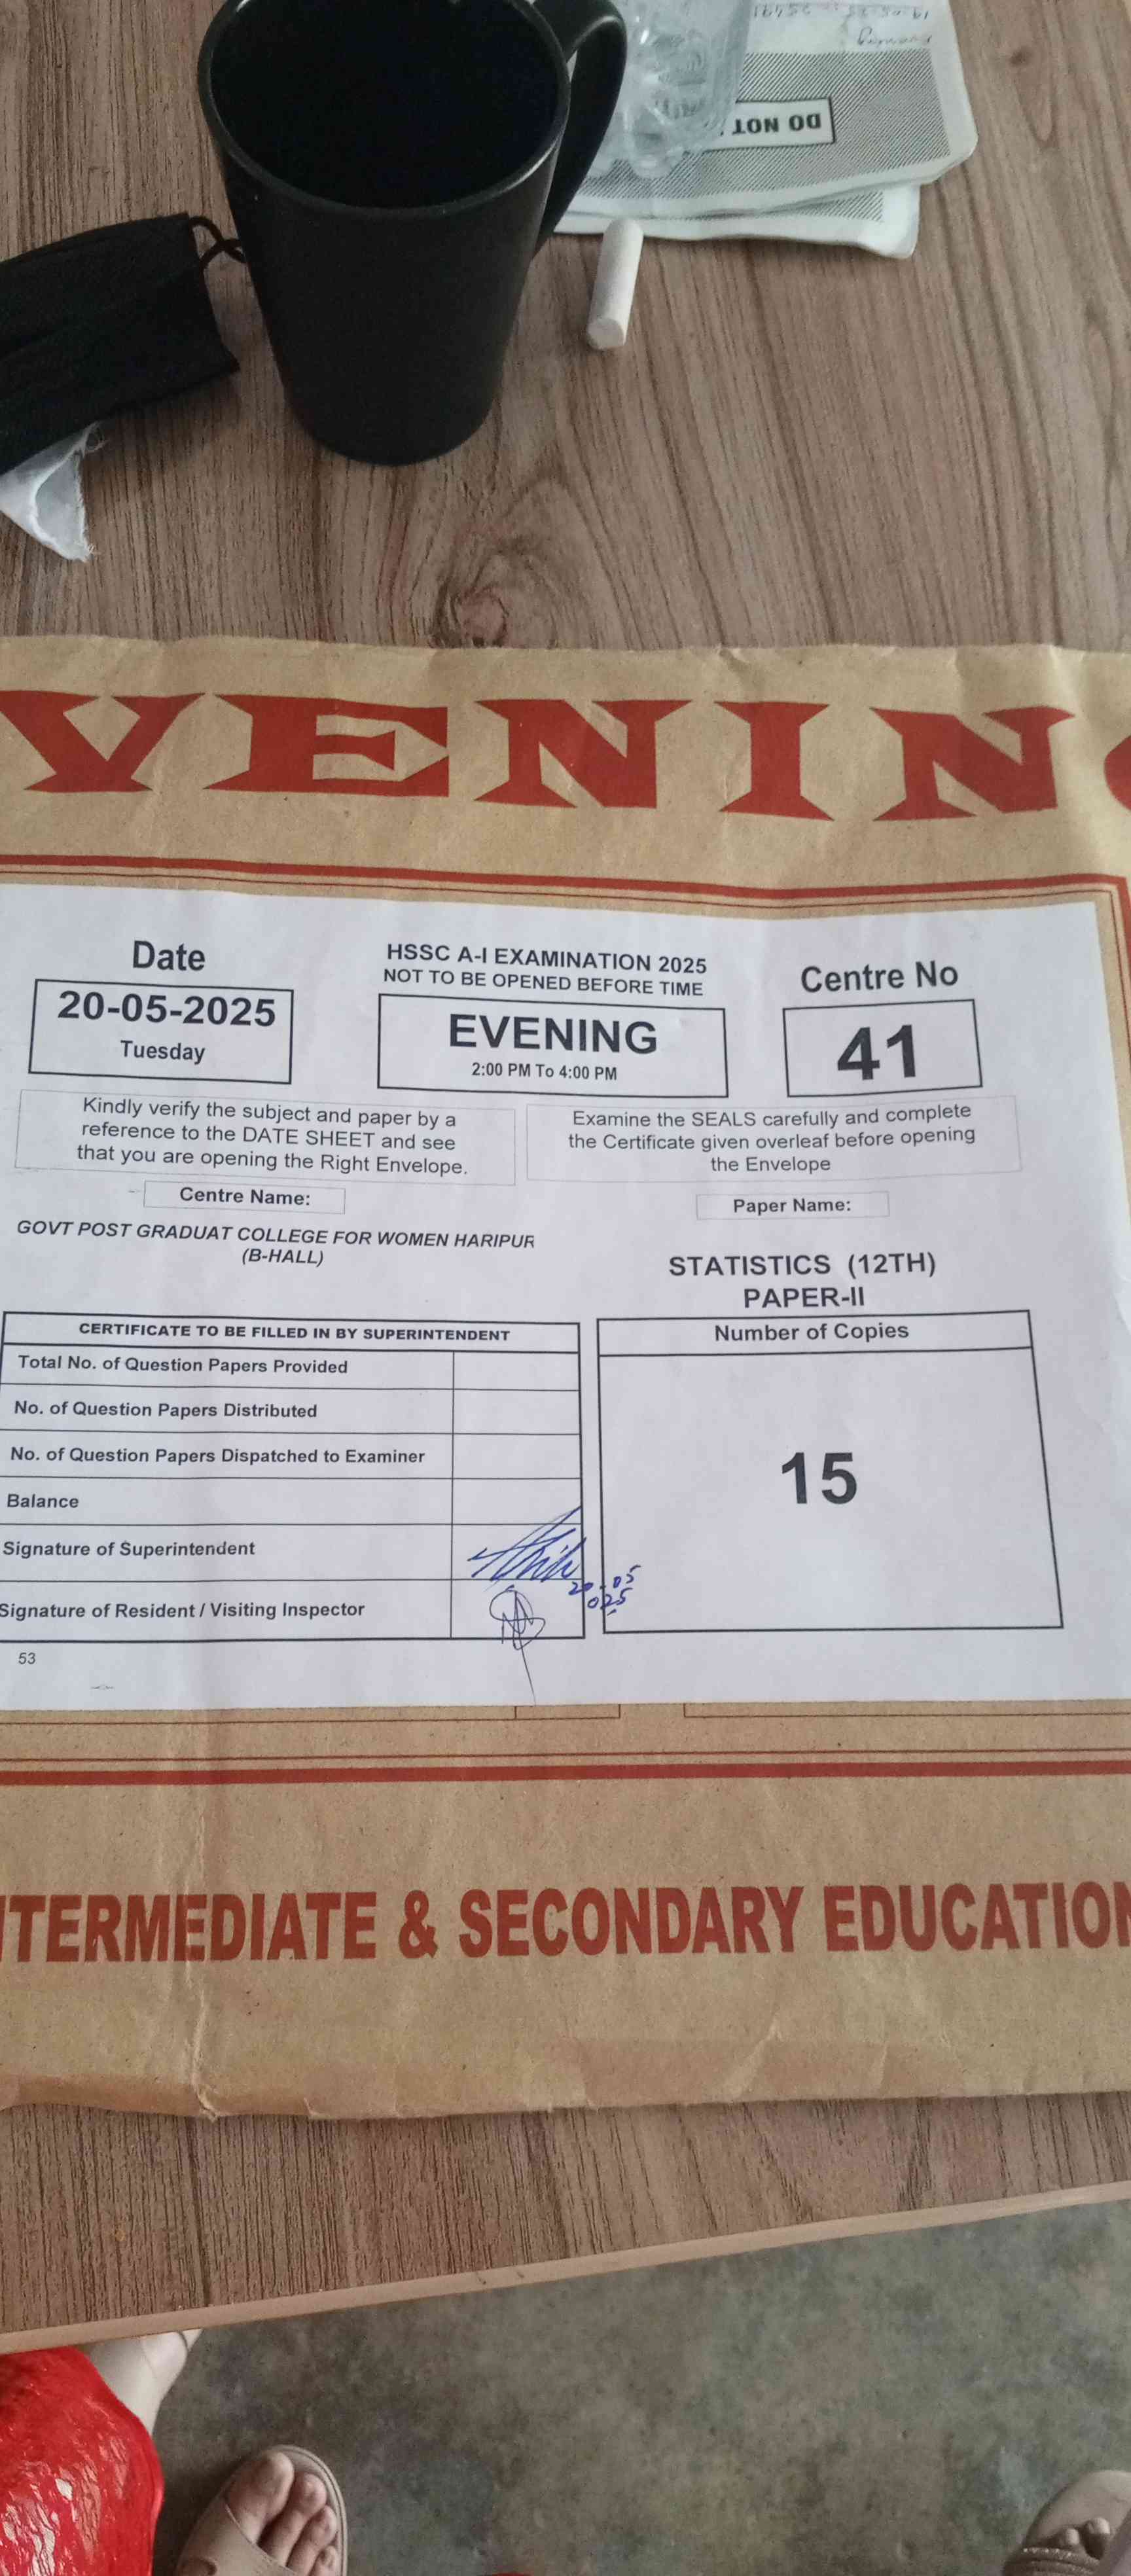 DO NOT
VENIN
Date
20-05-2025
Tuesday
HSSC A-I EXAMINATION 2025
NOT TO BE OPENED BEFORE TIME
EVENING
2:00 PM To 4:00 PM
Centre No
41
Kindly verify the subject and paper by a
reference to the DATE SHEET and see
that you are opening the Right Envelope.
Examine the SEALS carefully and complete
the Certificate given overleaf before opening
the Envelope
Centre Name:
GOVT POST GRADUAT COLLEGE FOR WOMEN HARIPUR
(B-HALL)
Paper Name:
STATISTICS (12TH)
PAPER-II
CERTIFICATE TO BE FILLED IN BY SUPERINTENDENT
Total No. of Question Papers Provided
No. of Question Papers Distributed
No. of Question Papers Dispatched to Examiner
Balance
Signature of Superintendent
20-05
025
Signature of Resident / Visiting Inspector
Number of Copies
15
53
NTERMEDIATE & SECONDARY EDUCATION